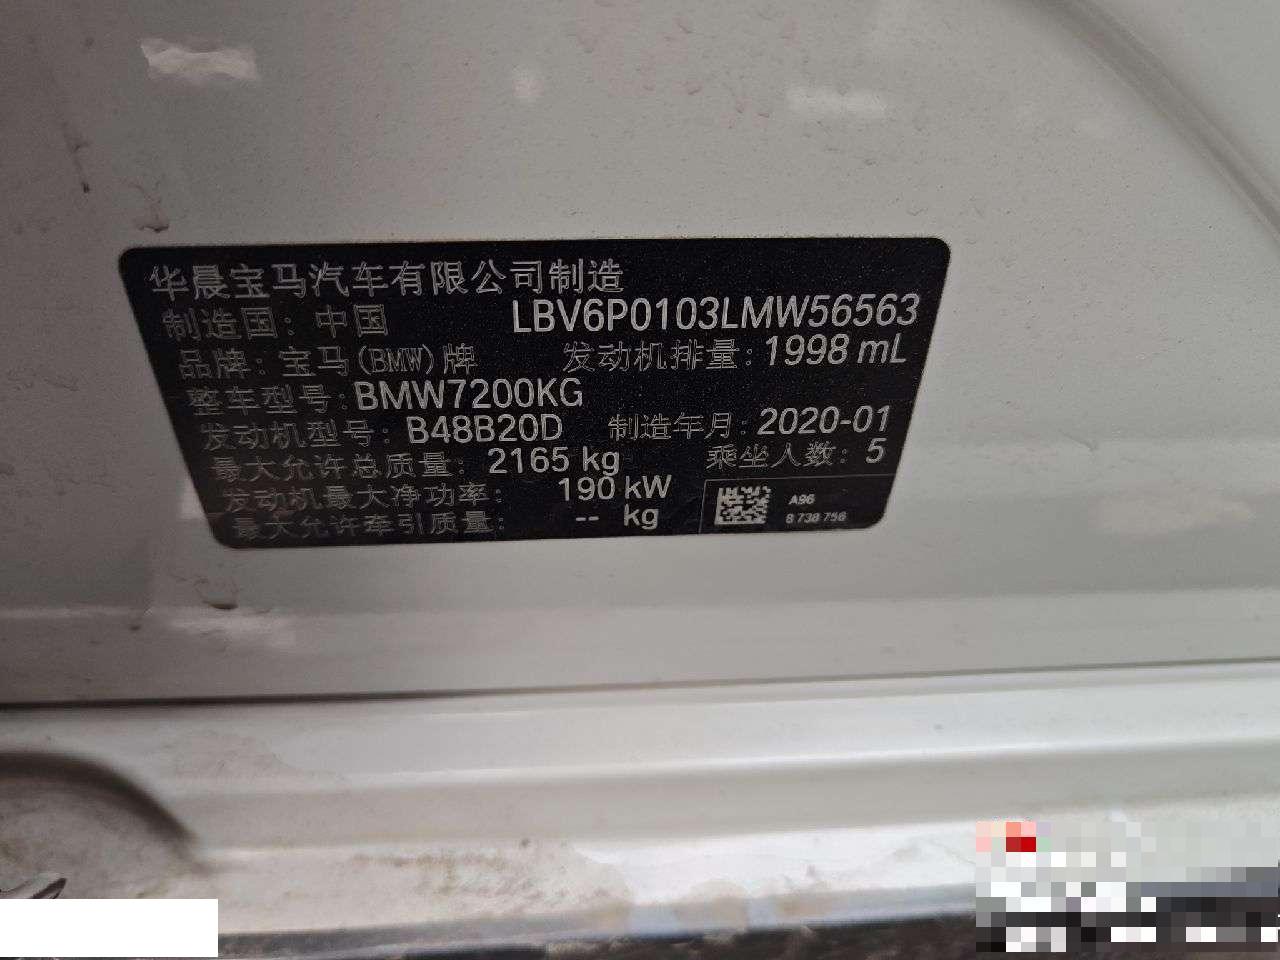 华晨宝马汽车有限公司制造
制造国：中国 LBV6P0103LMW56563
品牌：宝马(BMW)牌 发动机排量：1998 mL
整车型号：BMW7200KG
发动机型号：B48B20D 制造年月：2020-01
最大允许总质量：2165 kg 乘坐人数：5
发动机最大净功率：190 kW
最大允许牵引质量：-- kg
A96
8 738 756